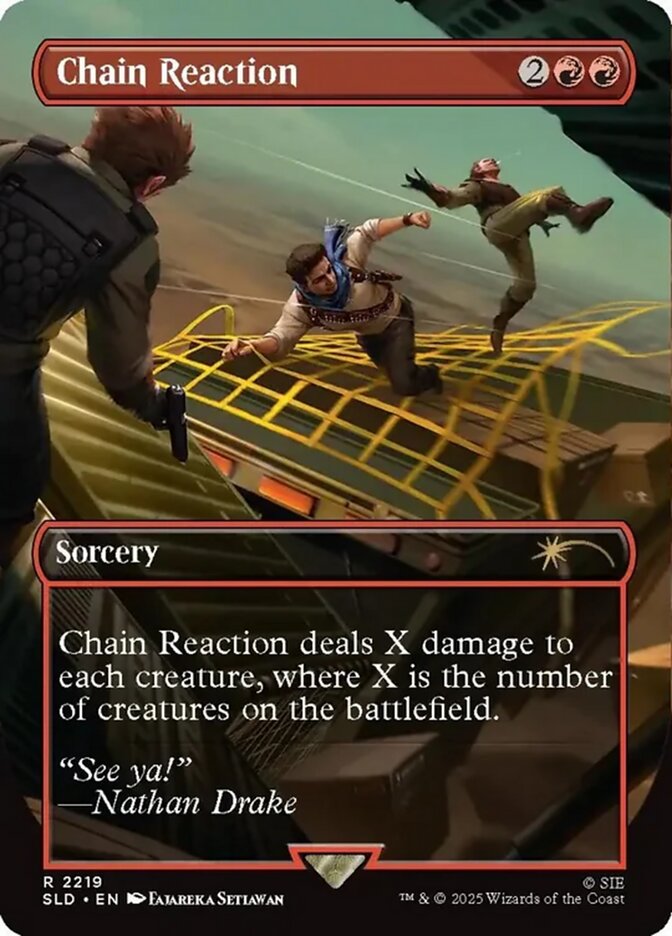 Chain Reaction 2
Sorcery
Chain Reaction deals X damage to
each creature, where X is the number
of creatures on the battlefield.
“See ya!”
—Nathan Drake
R 2219 © SIE
SLD • EN Fajareka Setiawan ™ & © 2025 Wizards of the Coast